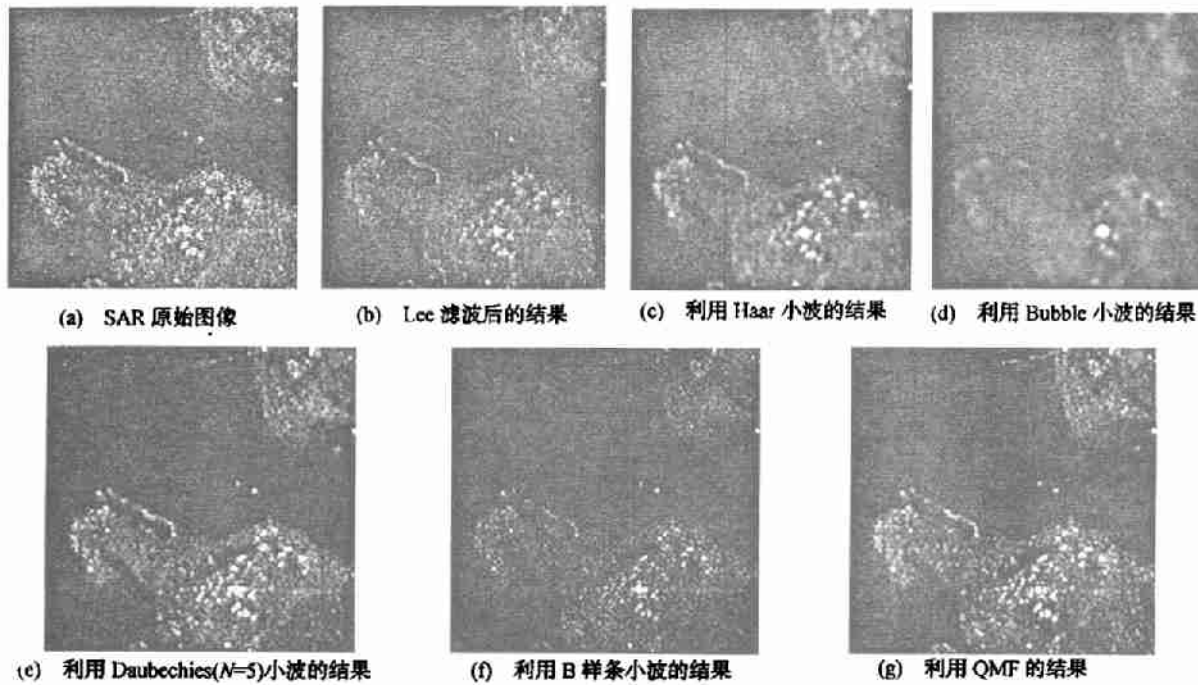 (a) SAR 原始图像
(b) Lee 滤波后的结果
(c) 利用 Haar 小波的结果
(d) 利用 Bubble 小波的结果
(e) 利用 Daubechies(N=5)小波的结果
(f) 利用 B 样条小波的结果
(g) 利用 QMF 的结果